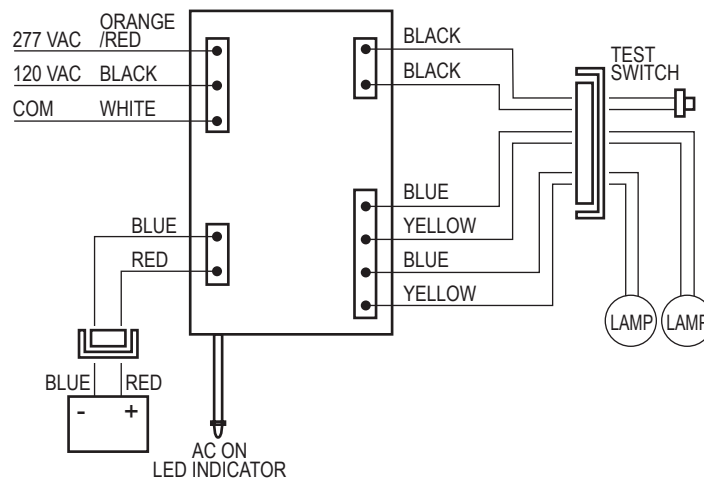 277 VAC ORANGE /RED
120 VAC BLACK
COM WHITE
BLACK
BLACK
TEST
SWITCH
BLUE
YELLOW
BLUE
YELLOW
BLUE
RED
BLUE RED
- +
LAMP LAMP
AC ON
LED INDICATOR